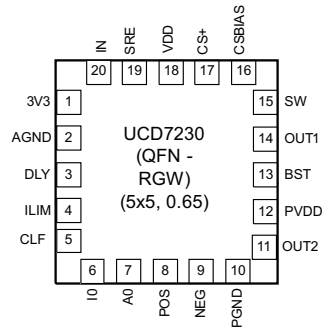 IN
SRE
VDD
CS+
CSBIAS
20 19 18 17 16
3V3 1
AGND 2
DLY 3
ILIM 4
CLF 5
UCD7230
(QFN -
RGW)
(5x5, 0.65)
15 SW
14 OUT1
13 BST
12 PVDD
11 OUT2
6 7 8 9 10
I0
A0
POS
NEG
PGND